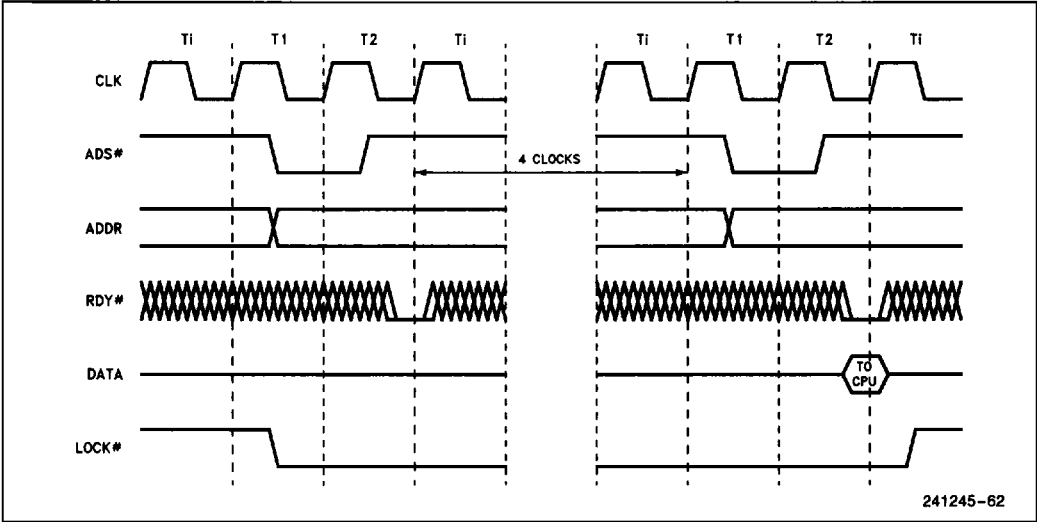 Ti T1 T2 Ti Ti T1 T2 Ti
CLK
ADS#
4 CLOCKS
ADDR
RDY#
DATA
TO
CPU
LOCK#
241245-62